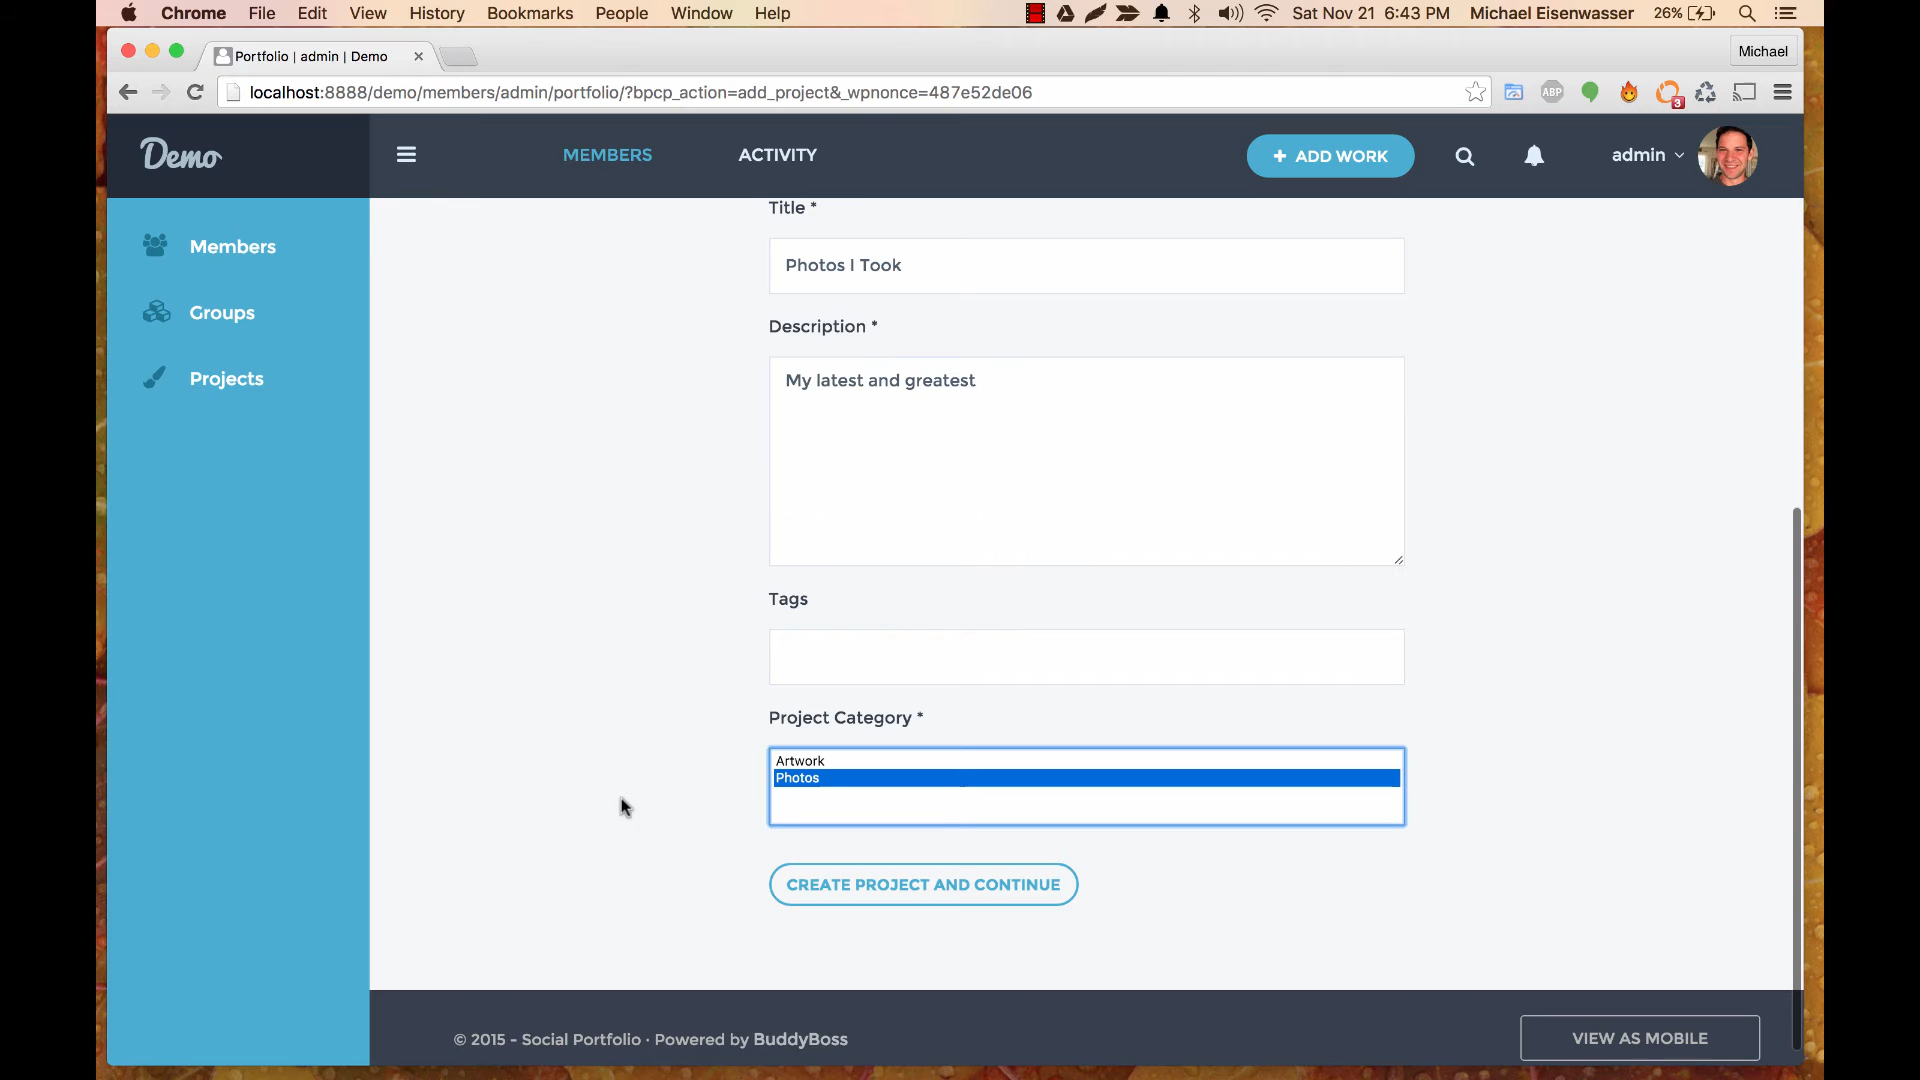 Chrome File Edit View History Bookmarks People Window Help Sat Nov 21 6:43 PM Michael Eisenwasser 26%
Portfolio | admin | Demo Michael
localhost:8888/demo/members/admin/portfolio/?bpcp_action=add_project&_wpnonce=487e52de06 ABP 3
Demo MEMBERS ACTIVITY + ADD WORK admin
Members
Groups
Projects
Title *
Photos I Took
Description *
My latest and greatest
Tags
Project Category *
Artwork
Photos
CREATE PROJECT AND CONTINUE
© 2015 - Social Portfolio · Powered by BuddyBoss
VIEW AS MOBILE